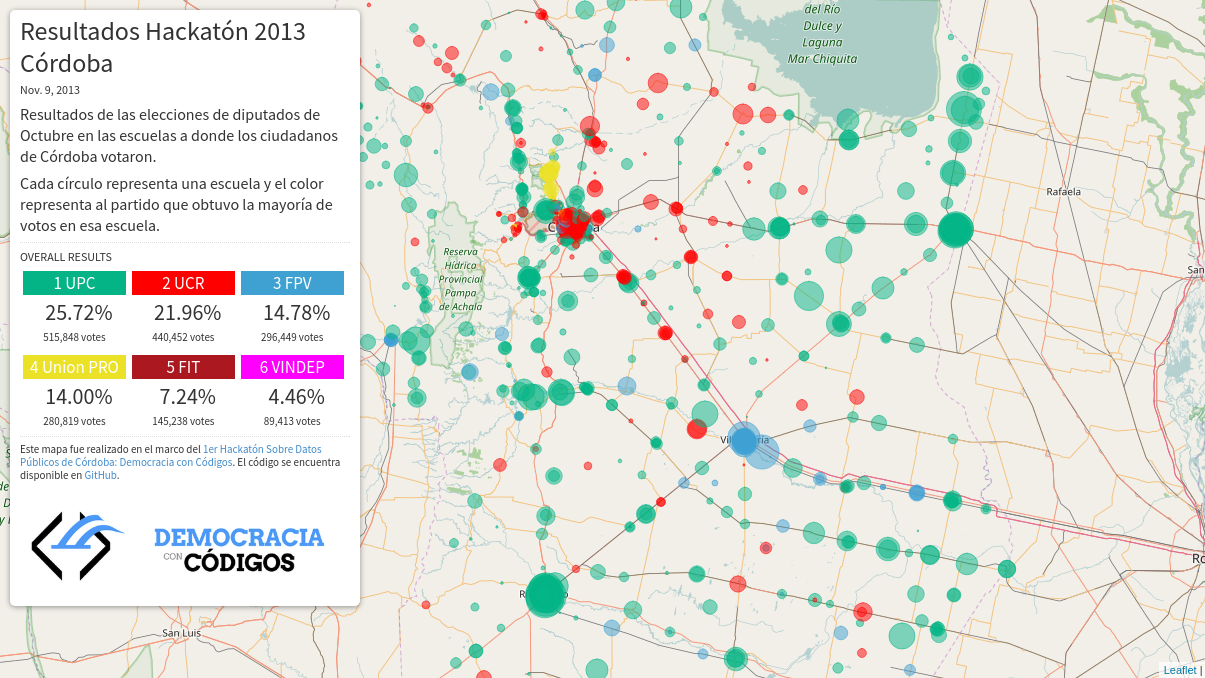 Resultados Hackatón 2013
Córdoba
Nov. 9, 2013
Resultados de las elecciones de diputados de
Octubre en las escuelas a donde los ciudadanos
de Córdoba votaron.
Cada círculo representa una escuela y el color
representa al partido que obtuvo la mayoría de
votos en esa escuela.
OVERALL RESULTS
1 UPC 2 UCR 3 FPV
25.72% 21.96% 14.78%
515,848 votes 440,452 votes 296,449 votes
4 Union PRO 5 FIT 6 VINDEP
14.00% 7.24% 4.46%
280,819 votes 145,238 votes 89,413 votes
Este mapa fue realizado en el marco del 1er Hackatón Sobre Datos
Públicos de Córdoba: Democracia con Códigos. El código se encuentra
disponible en GitHub.
DEMOCRACIA
CON CÓDIGOS
del Río
Dulce y
Laguna
Mar Chiquita
Rafaela
Reserva
Hídrica
Provincial
Pampa
de Achala
San
Ro
San Luis
Leaflet |